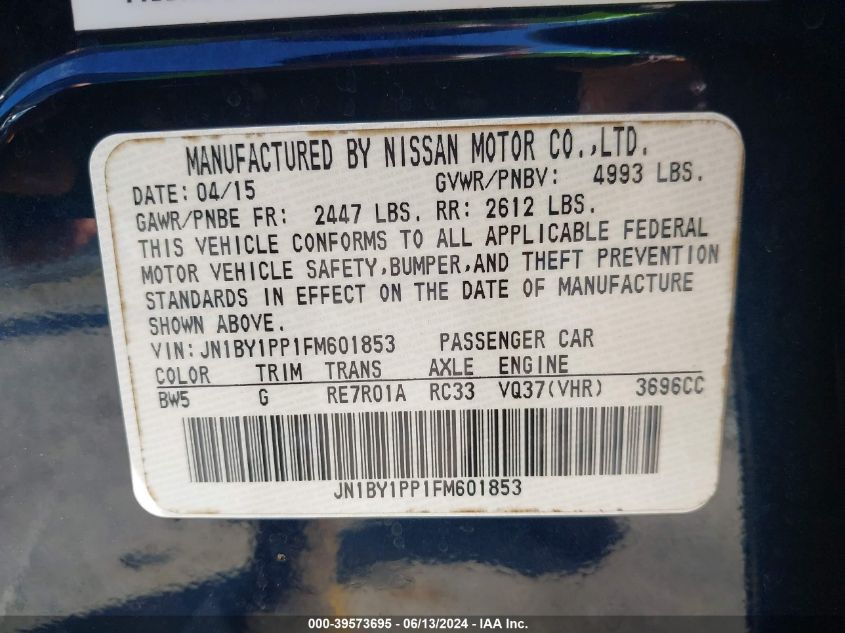 MANUFACTURED BY NISSAN MOTOR CO.,LTD.
DATE: 04/15 GVWR/PNBV: 4993 LBS.
GAWR/PNBE FR: 2447 LBS. RR: 2612 LBS.
THIS VEHICLE CONFORMS TO ALL APPLICABLE FEDERAL
MOTOR VEHICLE SAFETY,BUMPER,AND THEFT PREVENTION
STANDARDS IN EFFECT ON THE DATE OF MANUFACTURE
SHOWN ABOVE.
VIN:JN1BY1PP1FM601853 PASSENGER CAR
COLOR TRIM TRANS AXLE ENGINE
BW5 G RE7R01A RC33 VQ37(VHR) 3696CC
JN1BY1PP1FM601853
000-39573695 - 06/13/2024 - IAA Inc.